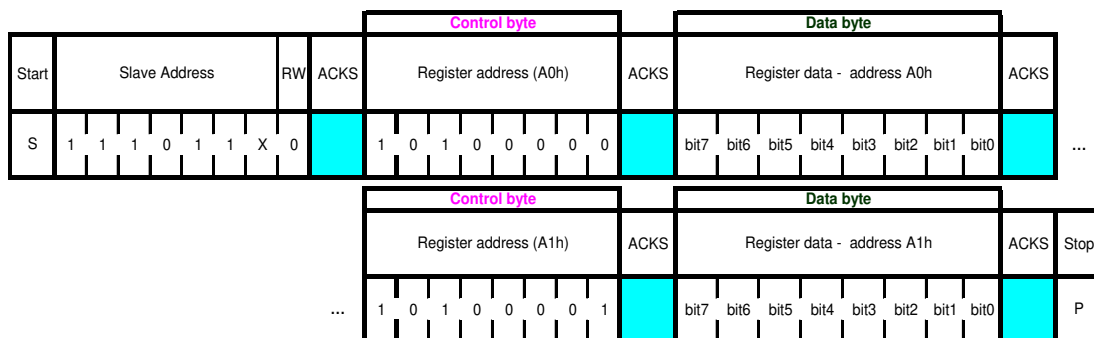 Control byte Data byte
Start Slave Address RW ACKS Register address (A0h) ACKS Register data - address A0h ACKS
S 1 1 1 0 1 1 X 0 1 0 1 0 0 0 0 0 bit7 bit6 bit5 bit4 bit3 bit2 bit1 bit0 ...
Control byte Data byte
Register address (A1h) ACKS Register data - address A1h ACKS Stop
... 1 0 1 0 0 0 0 1 bit7 bit6 bit5 bit4 bit3 bit2 bit1 bit0 P